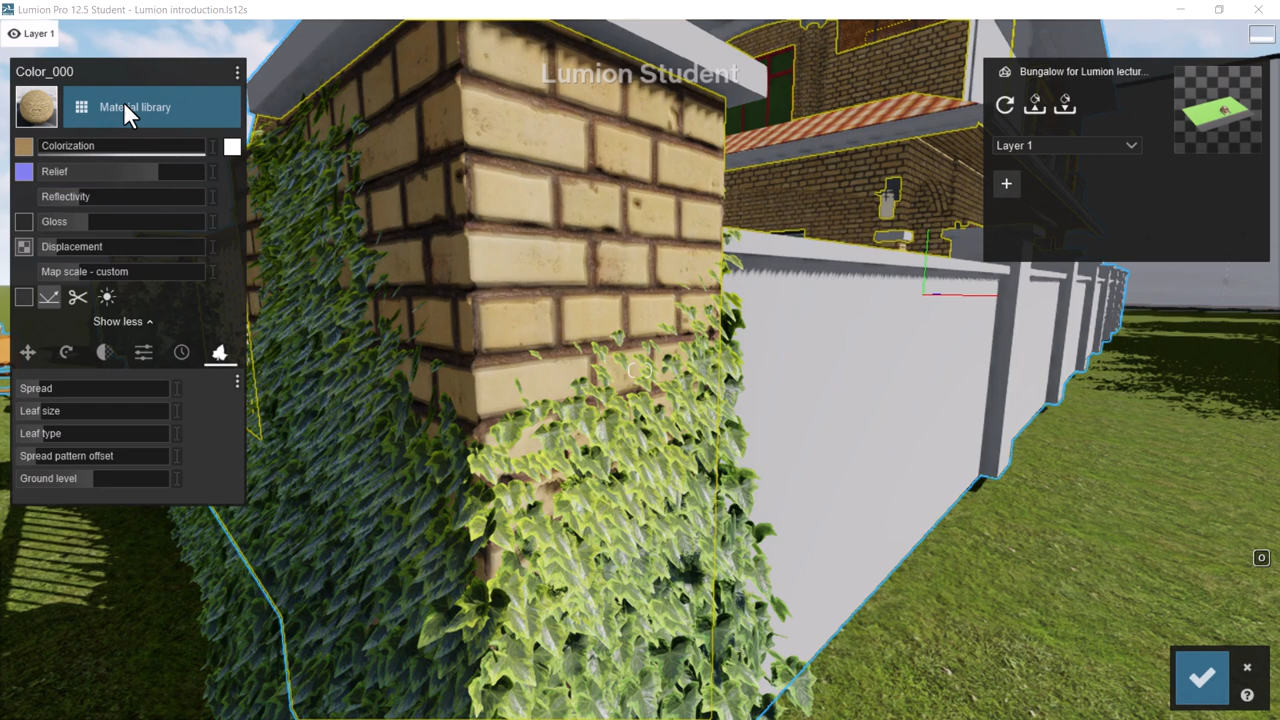 Lumion Pro 12.5 Student - Lumion introduction.ls12s
Layer 1
Color_000
Material library
Colorization
Relief
Reflectivity
Gloss
Displacement
Map scale - custom
Show less
Spread
Leaf size
Leaf type
Spread pattern offset
Ground level
Lumion Student
Bungalow for Lumion lectur...
Layer 1